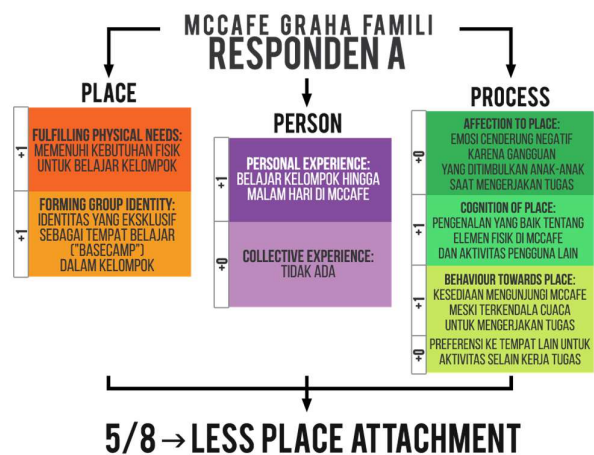 MCCAFE GRAHA FAMILI
RESPONDEN A
PLACE
+1
FULFILLING PHYSICAL NEEDS:
MEMENUHI KEBUTUHAN FISIK
UNTUK BELAJAR KELOMPOK
+1
FORMING GROUP IDENTITY:
IDENTITAS YANG EKSKLUSIF
SEBAGAI TEMPAT BELAJAR
("BASECAMP")
DALAM KELOMPOK
PERSON
+1
PERSONAL EXPERIENCE:
BELAJAR KELOMPOK HINGGA
MALAM HARI DI MCCAFE
+0
COLLECTIVE EXPERIENCE:
TIDAK ADA
PROCESS
+0
AFFECTION TO PLACE:
EMOSI CENDERUNG NEGATIF
KARENA GANGGUAN
YANG DITIMBULKAN ANAK-ANAK
SAAT MENGERJAKAN TUGAS
+1
COGNITION OF PLACE:
PENGENALAN YANG BAIK TENTANG
ELEMEN FISIK DI MCCAFE
DAN AKTIVITAS PENGGUNA LAIN
+1
BEHAVIOUR TOWARDS PLACE:
KESEDIAAN MENGUNJUNGI MCCAFE
MESKI TERKENDALA CUACA
UNTUK MENGERJAKAN TUGAS
+0
PREFERENSI KE TEMPAT LAIN UNTUK
AKTIVITAS SELAIN KERJA TUGAS
5/8 → LESS PLACE ATTACHMENT